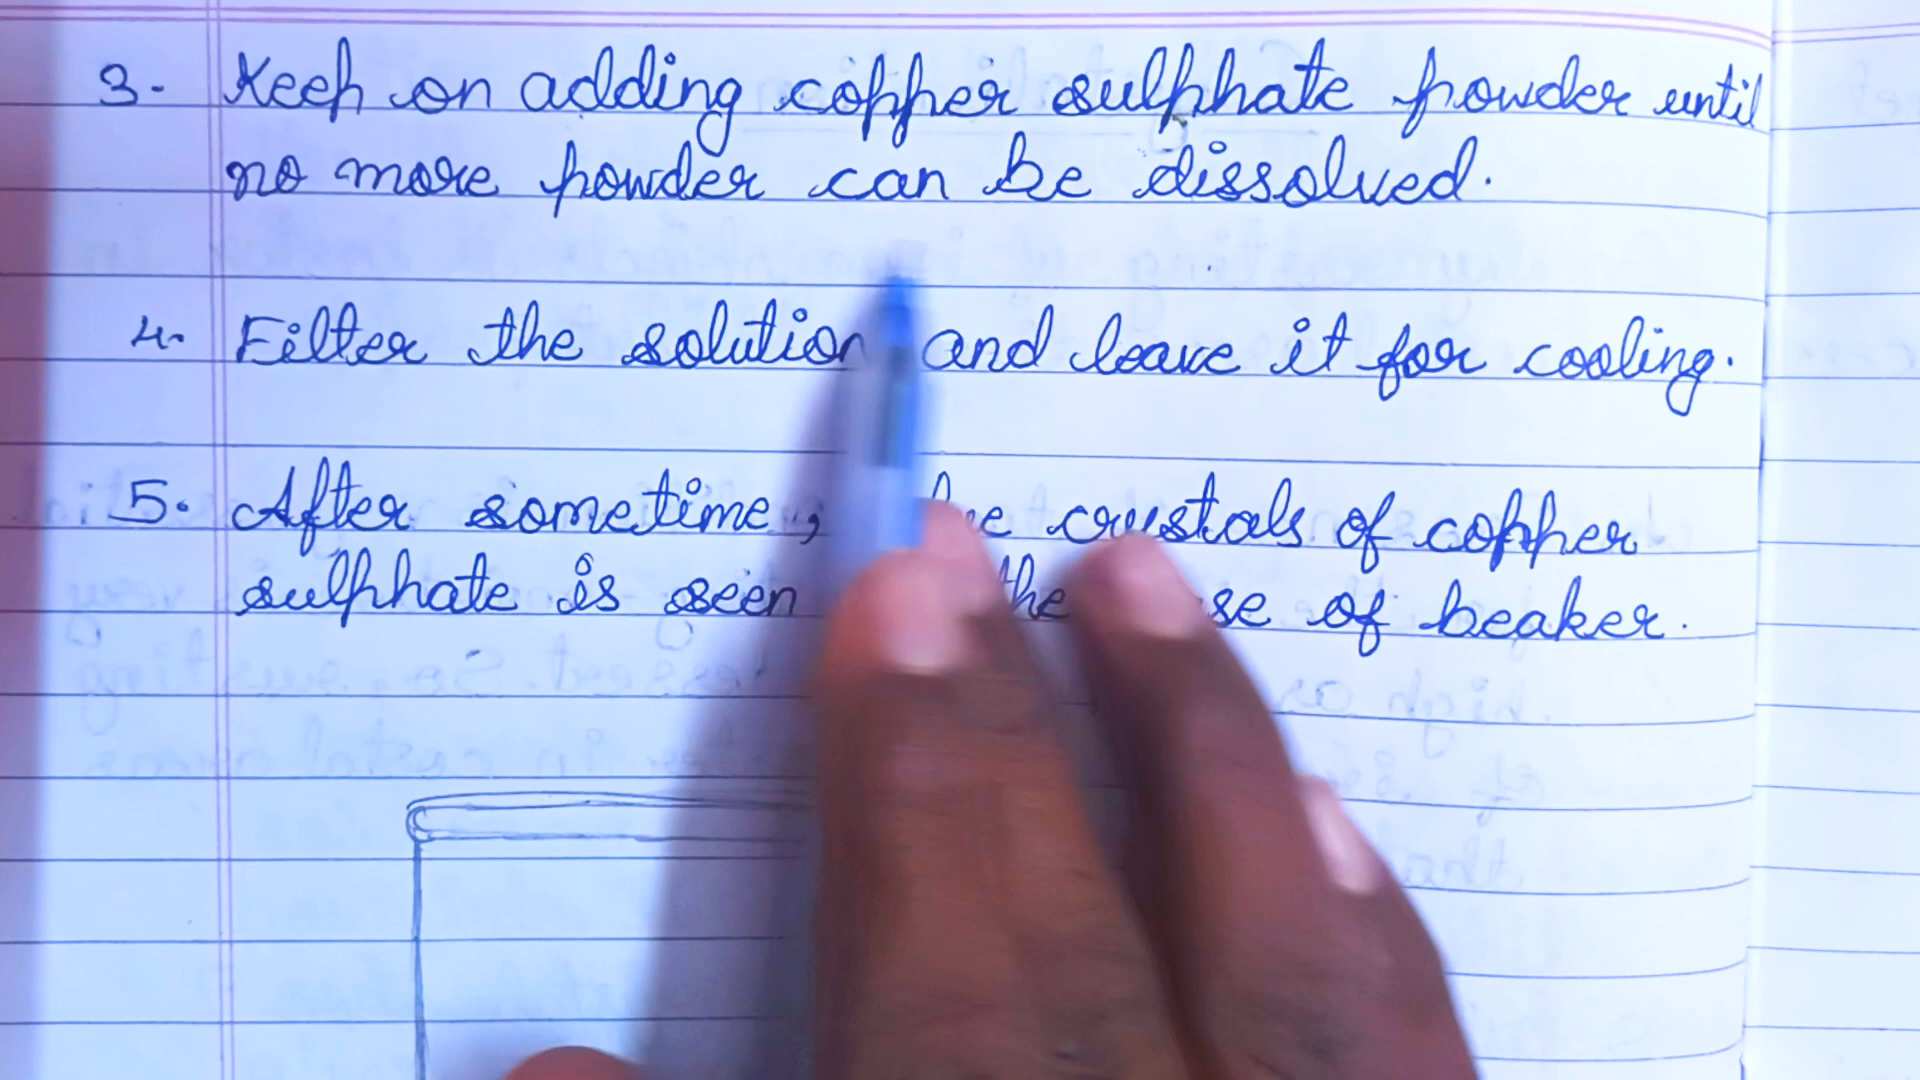 3. Keep on adding copper sulphate powder until
no more powder can be dissolved.
4. Filter the solution and leave it for cooling.
5. After sometime, crystals of copper
sulphate is seen the of beaker.